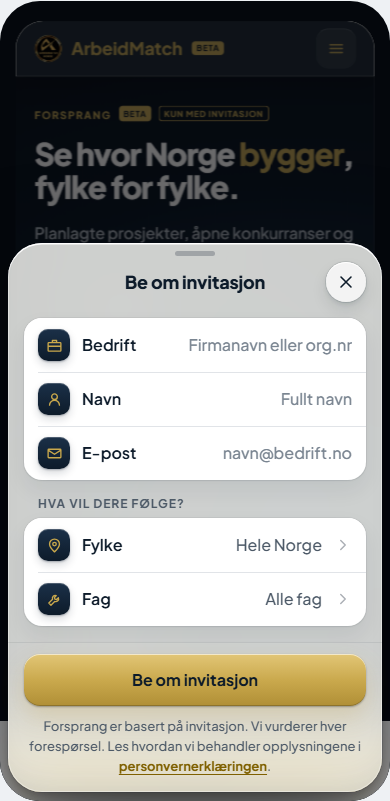 ArbeidMatch BETA
FORSPRANG BETA KUN MED INVITASJON
Se hvor Norge bygger,
fylke for fylke.
Planlagte prosjekter, åpne konkurranser og
Be om invitasjon
Bedrift Firmanavn eller org.nr
Navn Fullt navn
E-post navn@bedrift.no
HVA VIL DERE FØLGE?
Fylke Hele Norge
Fag Alle fag
Be om invitasjon
Forsprang er basert på invitasjon. Vi vurderer hver
forespørsel. Les hvordan vi behandler opplysningene i
personvernerklæringen.